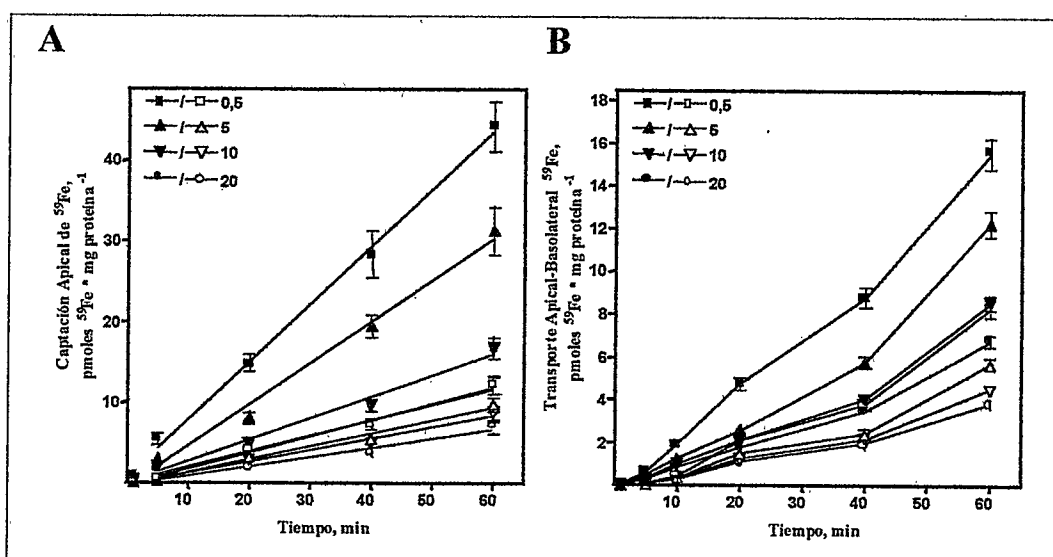 A
B
0,5
5
10
20
40
30
20
10
Captación Apical de ⁵⁹Fe,
pmoles ⁵⁹Fe * mg proteína⁻¹
10 20 30 40 50 60
Tiempo, min
0,5
5
10
20
18
16
14
12
10
8
6
4
2
Transporte Apical-Basolateral ⁵⁹Fe,
pmoles ⁵⁹Fe * mg proteína⁻¹
0 10 20 30 40 50 60
Tiempo, min